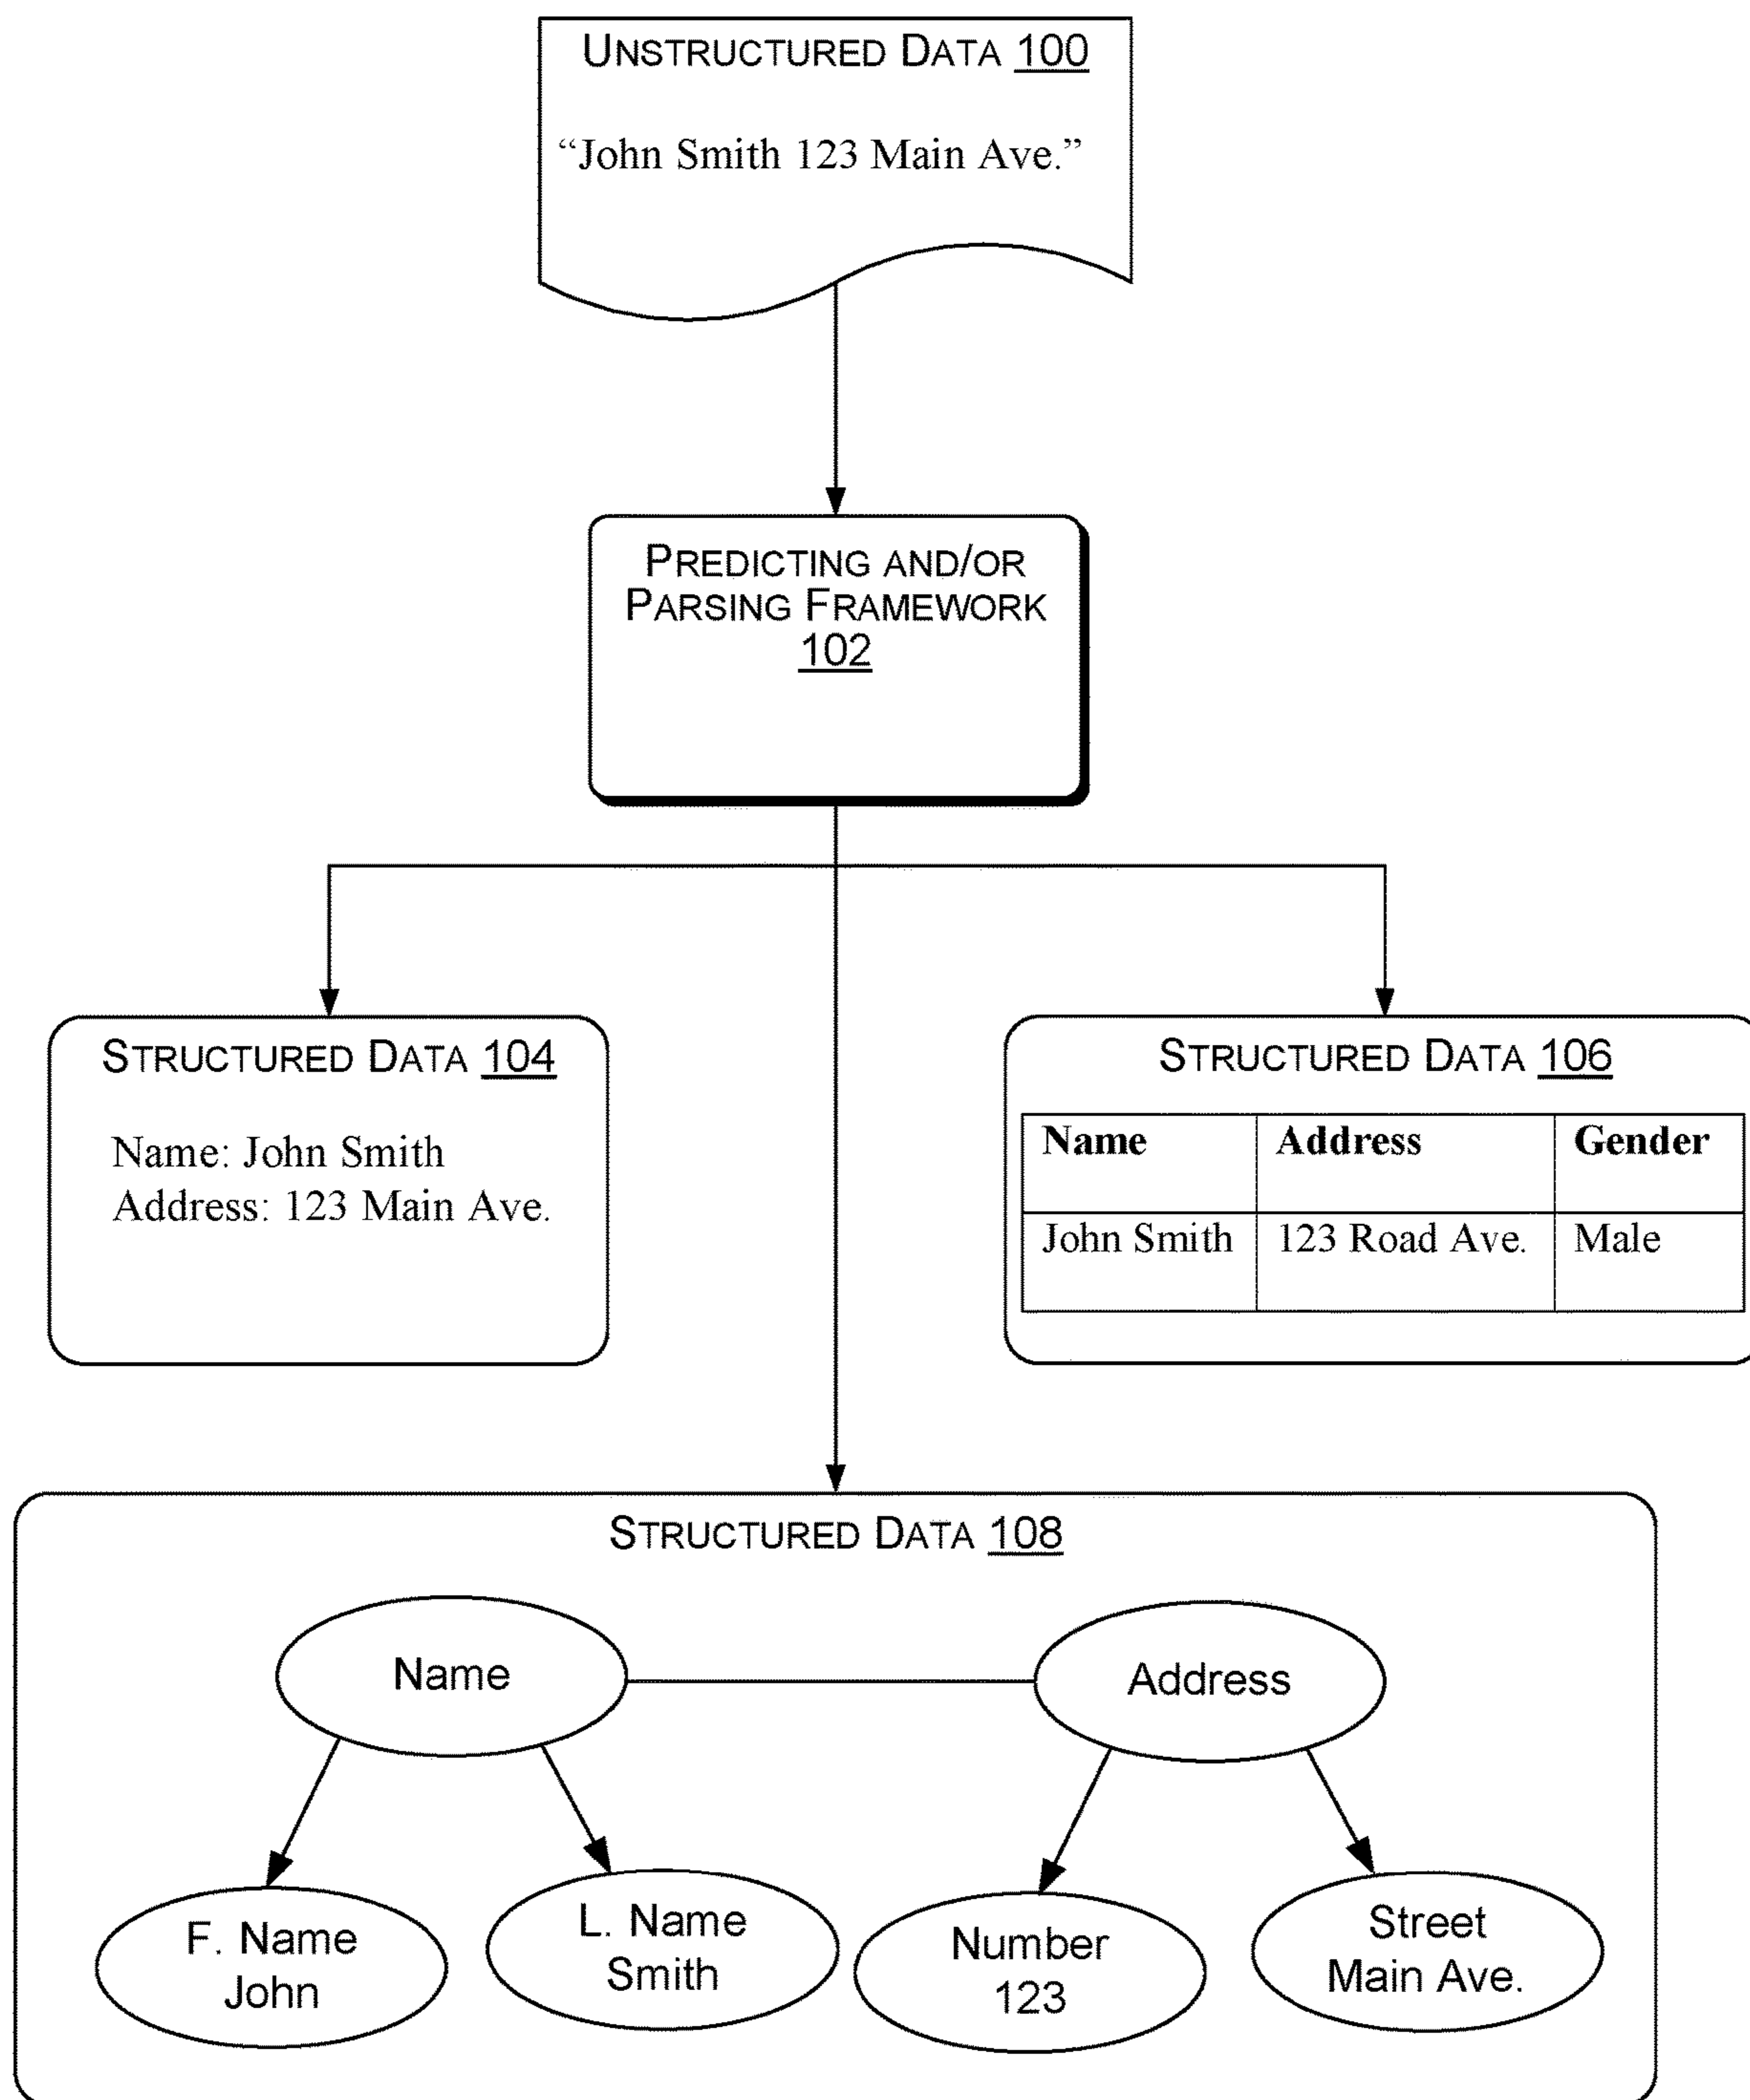 UNSTRUCTURED DATA 100
“John Smith 123 Main Ave.”
PREDICTING AND/OR
PARSING FRAMEWORK
102
STRUCTURED DATA 104
Name: John Smith
Address: 123 Main Ave.
STRUCTURED DATA 106
Name Address Gender
John Smith 123 Road Ave. Male
STRUCTURED DATA 108
Name
Address
F. Name
John
L. Name
Smith
Number
123
Street
Main Ave.